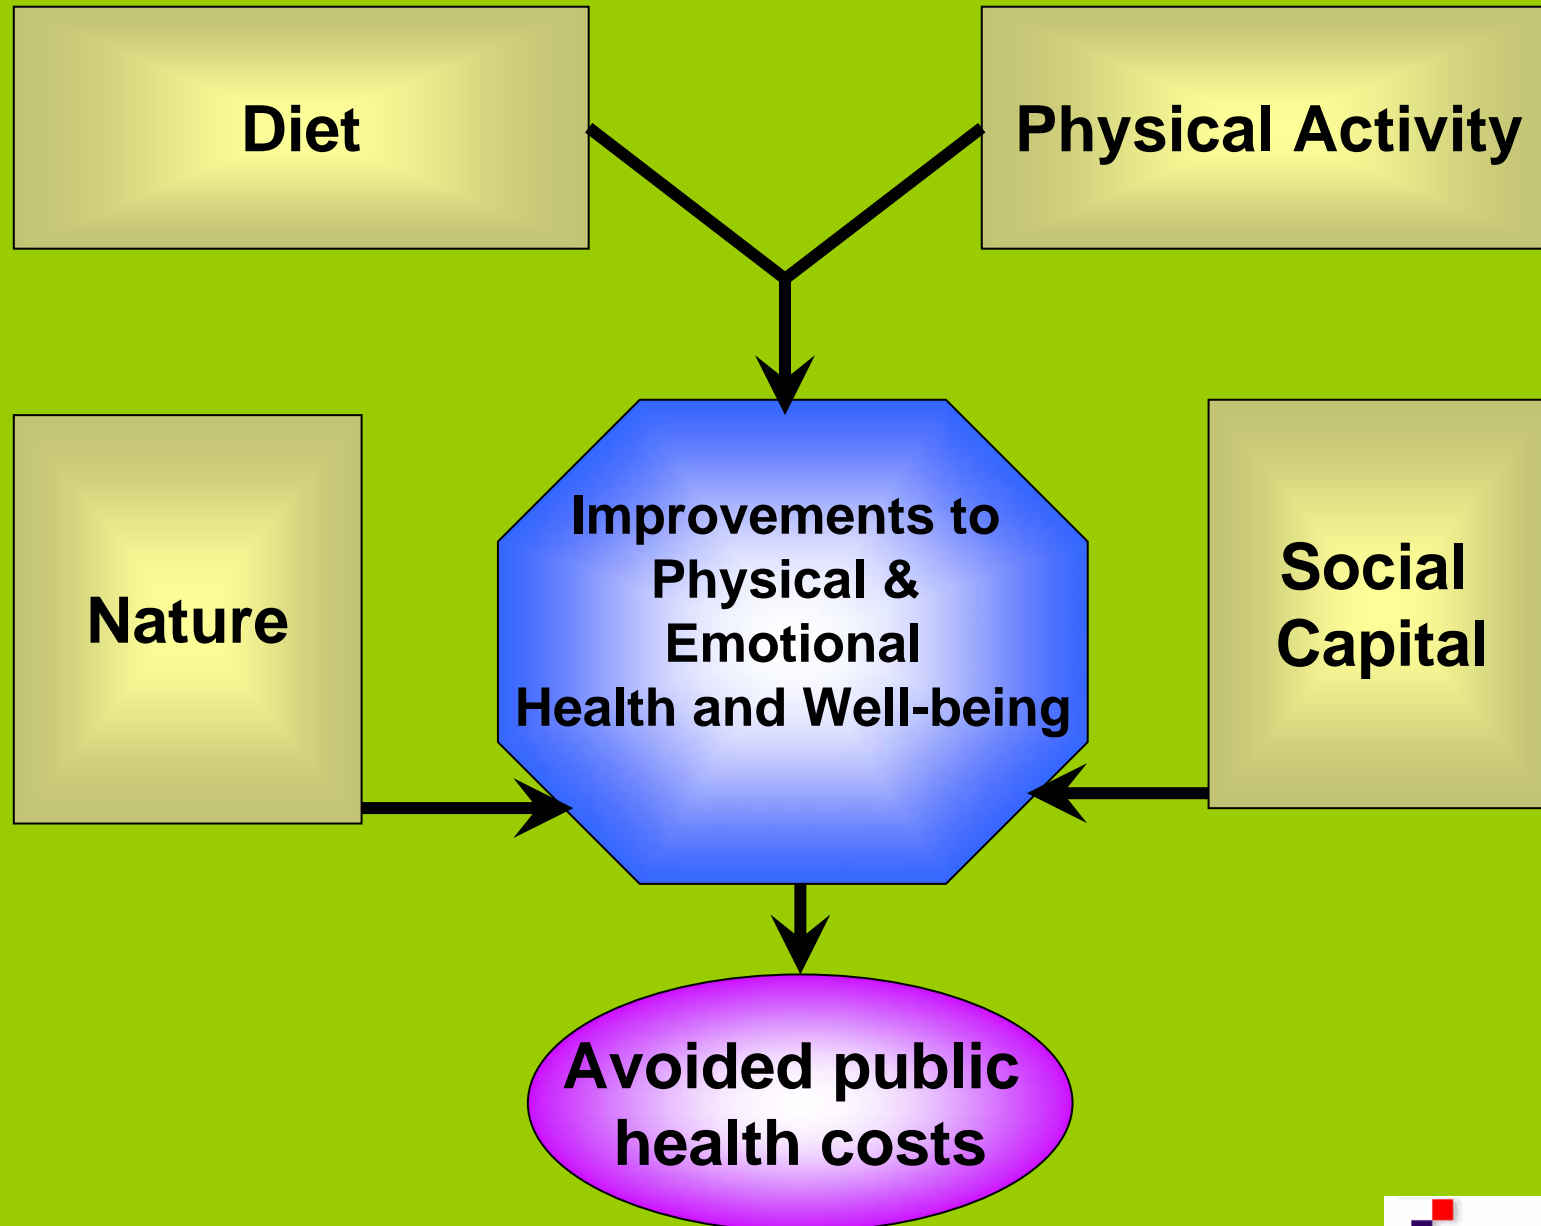 Diet
Physical Activity
Nature
Improvements to
Physical &
Emotional
Health and Well-being
Social
Capital
Avoided public
health costs